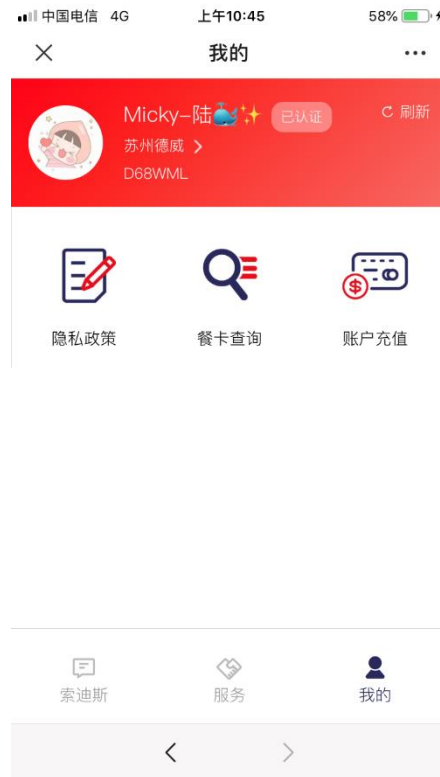 中国电信 4G 上午10:45 58%
我的
Micky-陆🐳✨ 已认证 刷新
苏州德威
D68WML
隐私政策 餐卡查询 账户充值
索迪斯 服务 我的